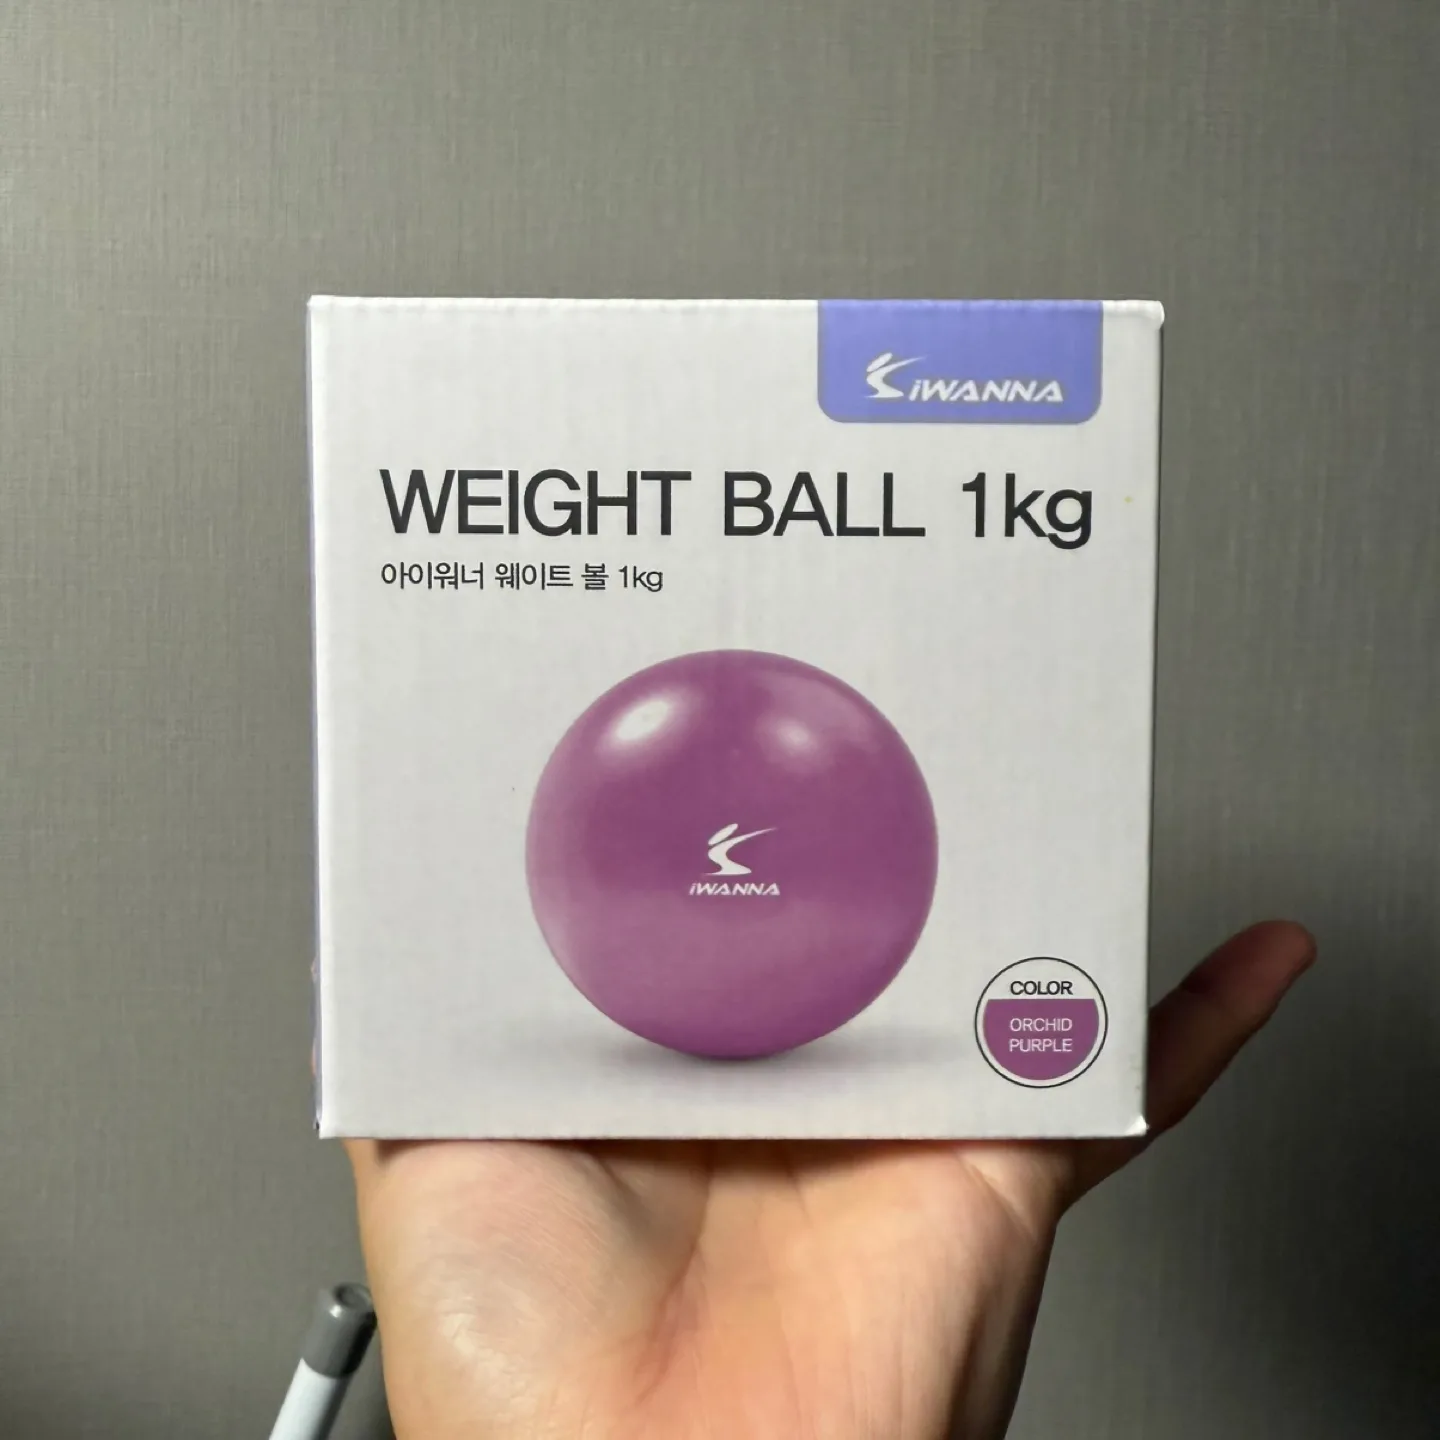 iWANNA
WEIGHT BALL 1kg
아이워너 웨이트 볼 1kg
iWANNA
COLOR
ORCHID
PURPLE